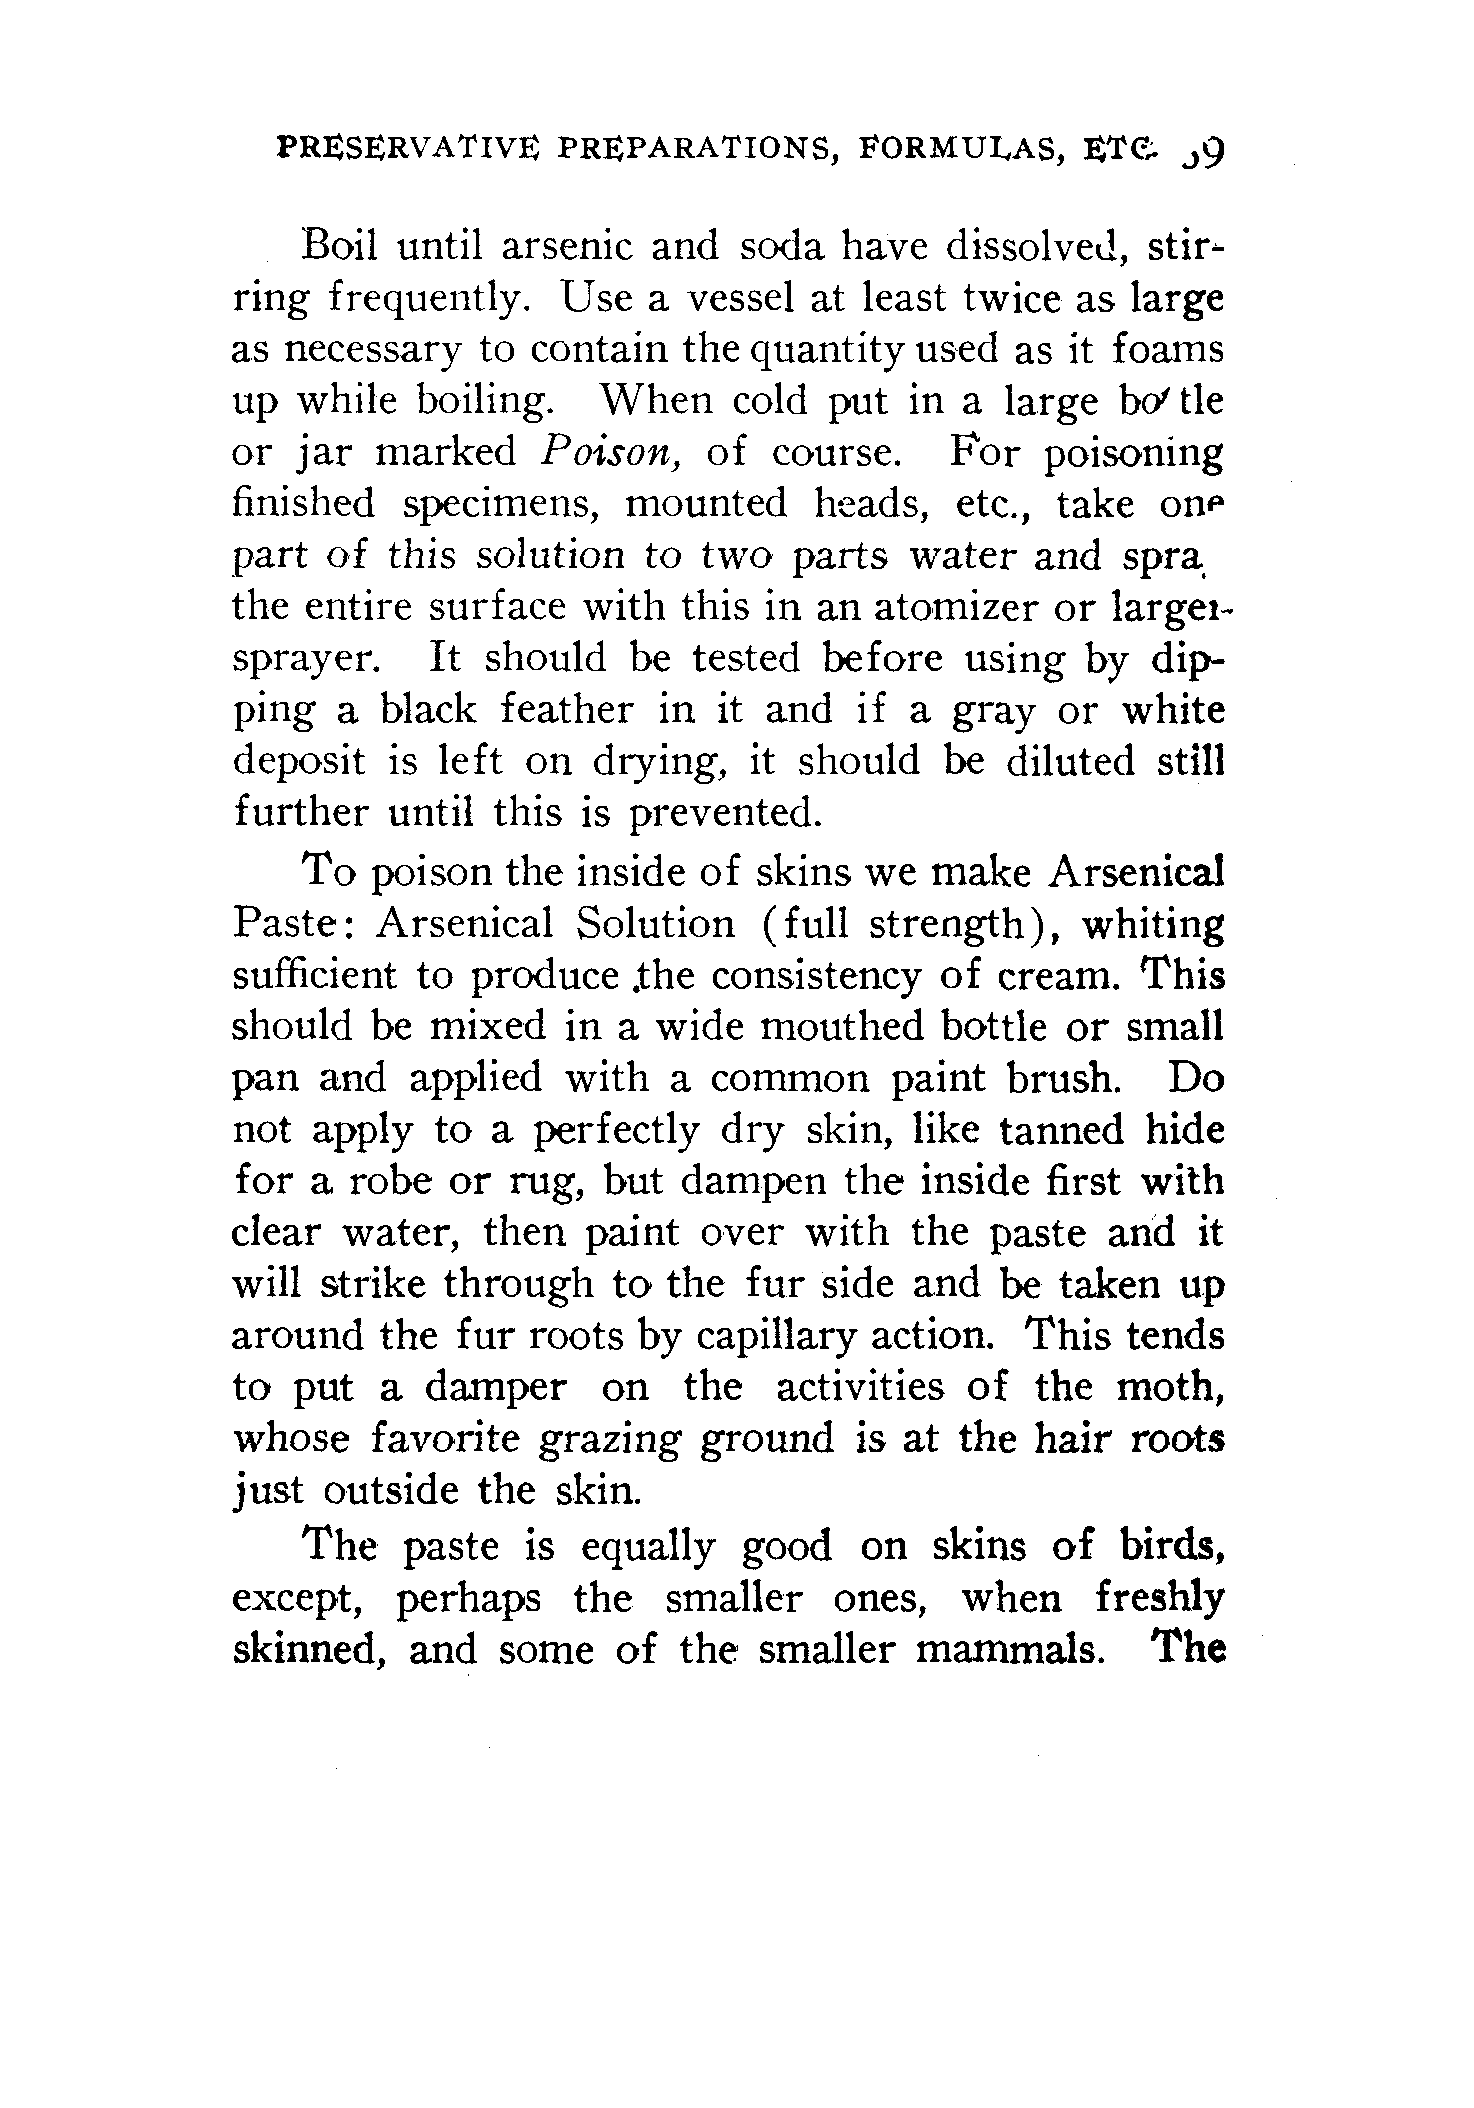 PRESERVATIVE PREPARATIONS, FORMULAS, ETC. 39
Boil until arsenic and soda have dissolved, stir-
ring frequently. Use a vessel at least twice as large
as necessary to contain the quantity used as it foams
up while boiling. When cold put in a large bottle
or jar marked Poison, of course. For poisoning
finished specimens, mounted heads, etc., take one
part of this solution to two parts water and spra
the entire surface with this in an atomizer or larger
sprayer. It should be tested before using by dip-
ping a black feather in it and if a gray or white
deposit is left on drying, it should be diluted still
further until this is prevented.
To poison the inside of skins we make Arsenical
Paste: Arsenical Solution (full strength), whiting
sufficient to produce the consistency of cream. This
should be mixed in a wide mouthed bottle or small
pan and applied with a common paint brush. Do
not apply to a perfectly dry skin, like tanned hide
for a robe or rug, but dampen the inside first with
clear water, then paint over with the paste and it
will strike through to the fur side and be taken up
around the fur roots by capillary action. This tends
to put a damper on the activities of the moth,
whose favorite grazing ground is at the hair roots
just outside the skin.
The paste is equally good on skins of birds,
except, perhaps the smaller ones, when freshly
skinned, and some of the smaller mammals. The